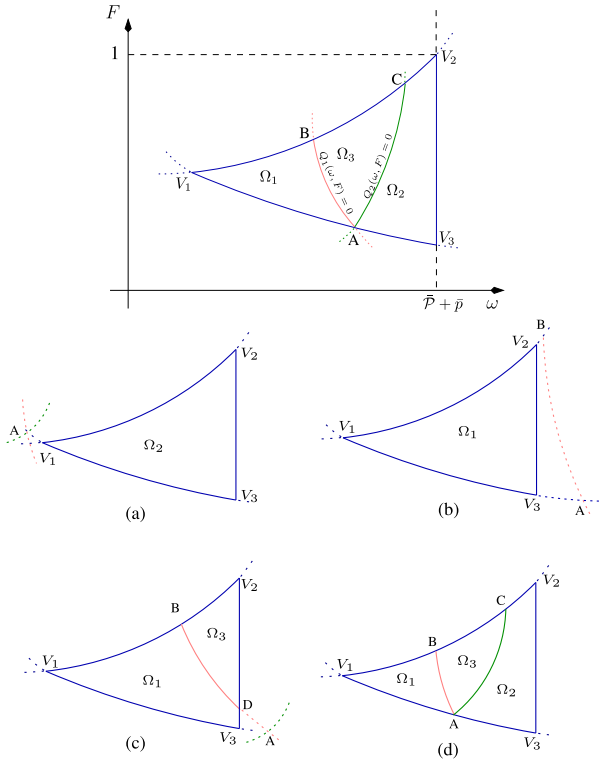 F
1
V₂
C
B
Ω₃
Q₁(ω, F) = 0
Q₂(ω, F) = 0
Ω₁
Ω₂
V₁
A
V₃
𝒫̄ + p̄
ω
V₂
A
V₁
Ω₂
V₃
(a)
B
V₂
V₁
Ω₁
V₃
A
(b)
V₂
B
Ω₃
V₁
Ω₁
D
V₃
A
(c)
V₂
C
B
Ω₃
V₁
Ω₁
Ω₂
A
V₃
(d)